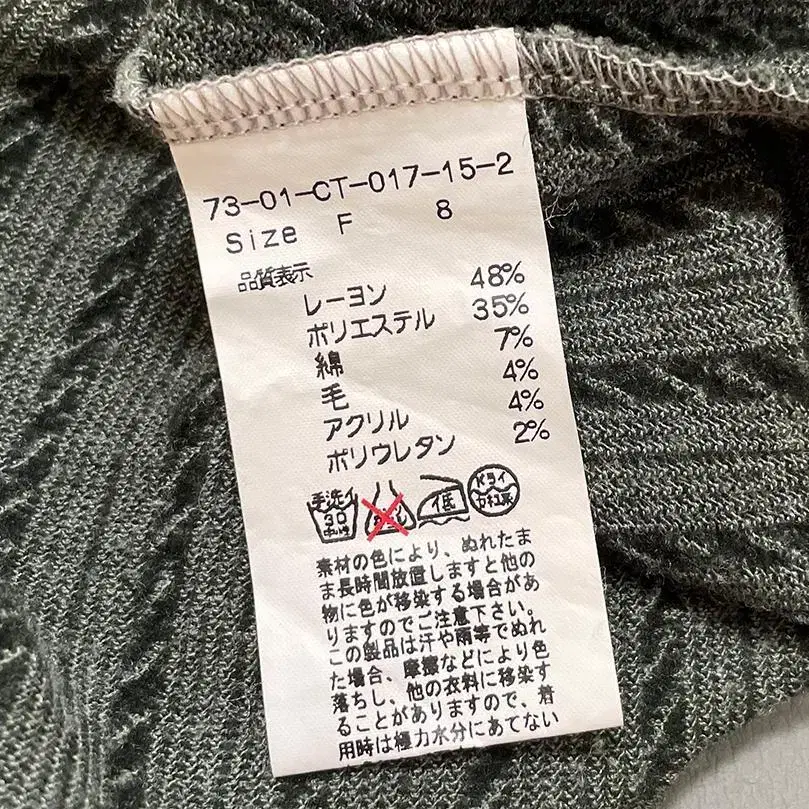 73-01-CT-017-15-2
Size F 8
品質表示
レーヨン 48%
ポリエステル 35%
綿 7%
毛 4%
アクリル 4%
ポリウレタン 2%
手洗イ 30 低 ドライ
素材の色により、ぬれたま
ま長時間放置しますと他の
物に色が移染する場合があ
りますのでご注意下さい。
この製品は汗や雨等でぬれ
た場合、摩擦などにより色
落ちし、他の衣料に移染す
ることがありますので、着
用時は極力水分にあてない